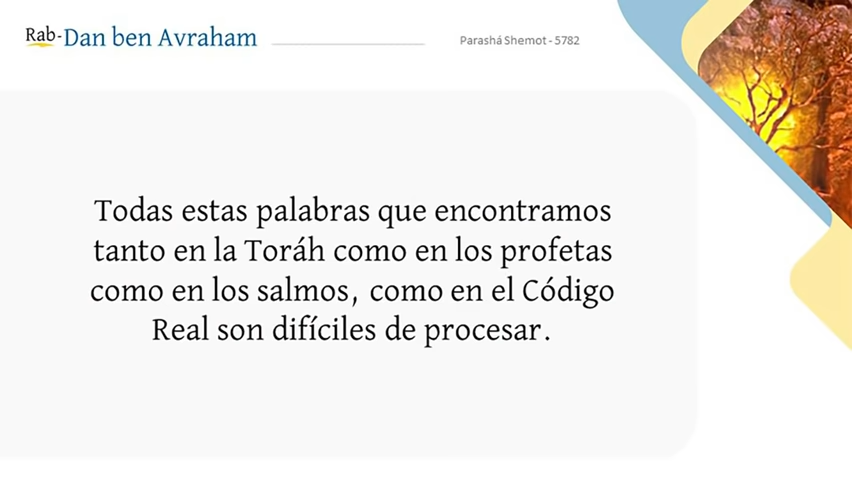 Rab-Dan ben Avraham
Parashá Shemot - 5782
Todas estas palabras que encontramos
tanto en la Toráh como en los profetas
como en los salmos, como en el Código
Real son difíciles de procesar.